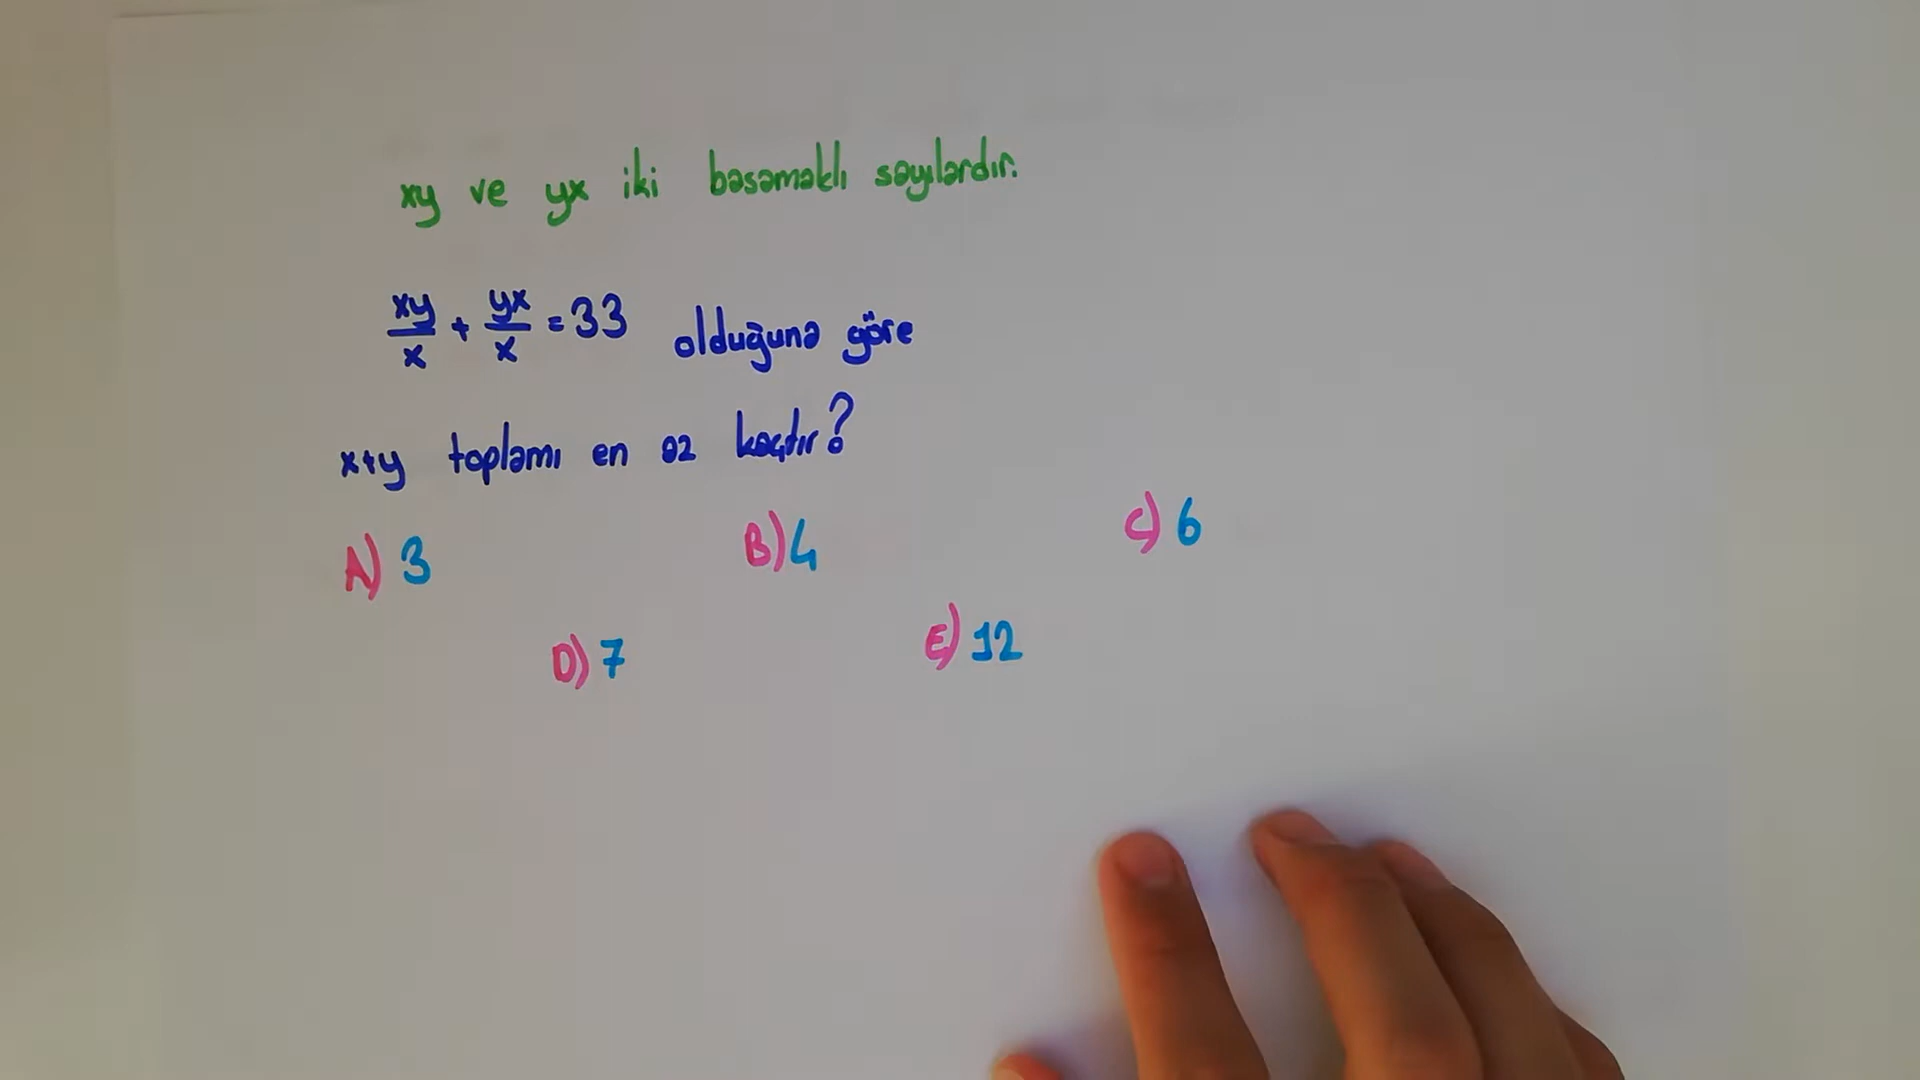 xy ve yx iki basamaklı sayılardır.
xy/x + yx/x = 33 olduğuna göre
x+y toplamı en az kaçtır?
A) 3 B) 4 C) 6
D) 7 E) 12